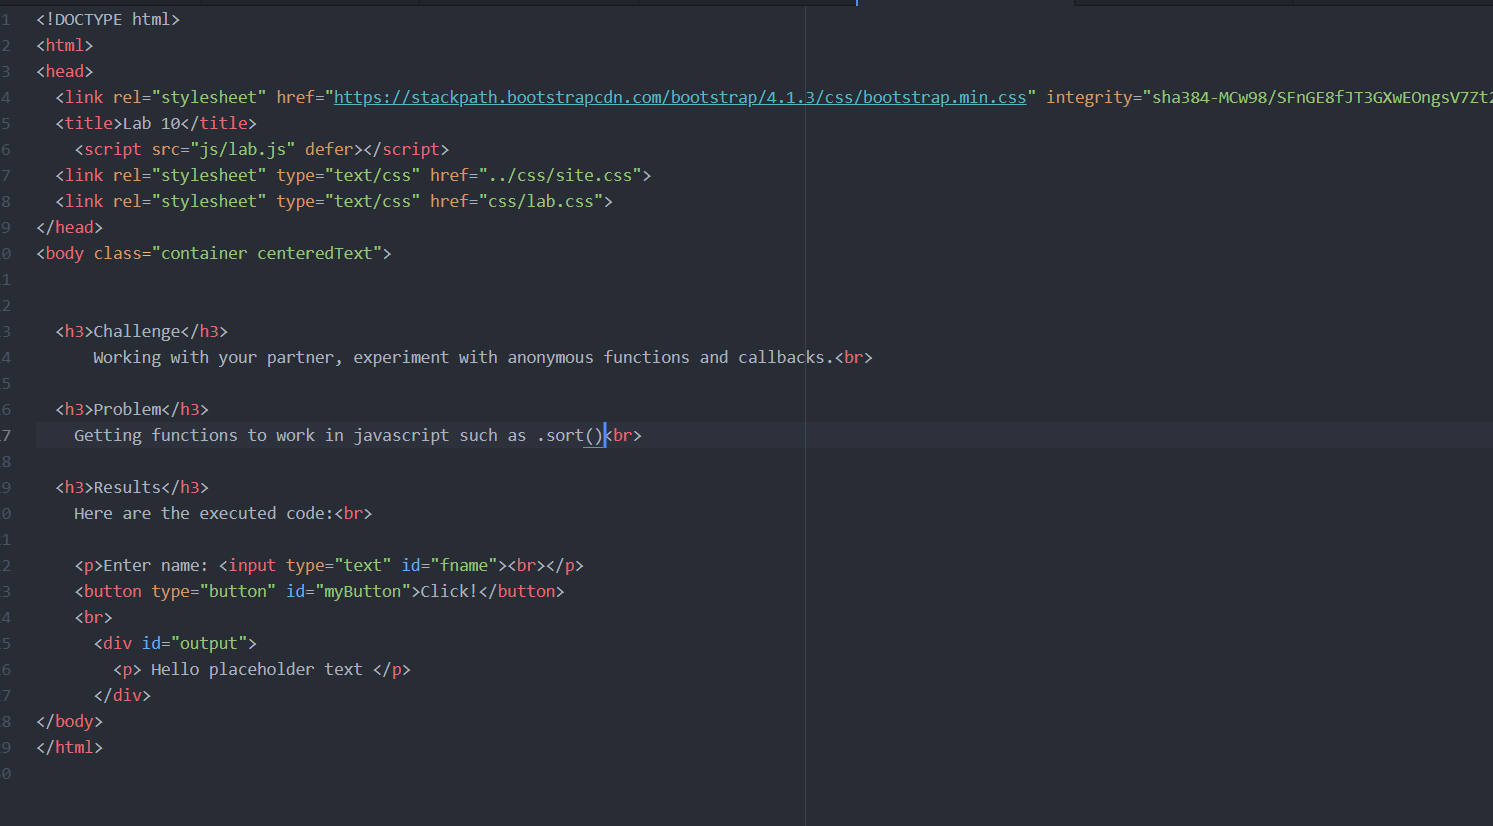 1 <!DOCTYPE html>
2 <html>
3 <head>
4 <link rel="stylesheet" href="https://stackpath.bootstrapcdn.com/bootstrap/4.1.3/css/bootstrap.min.css" integrity="sha384-MCw98/SFnGE8fJT3GXwEOngsV7Zt2
5 <title>Lab 10</title>
6 <script src="js/lab.js" defer></script>
7 <link rel="stylesheet" type="text/css" href="../css/site.css">
8 <link rel="stylesheet" type="text/css" href="css/lab.css">
9 </head>
0 <body class="container centeredText">
1
2
3 <h3>Challenge</h3>
4 Working with your partner, experiment with anonymous functions and callbacks.<br>
5
6 <h3>Problem</h3>
7 Getting functions to work in javascript such as .sort()<br>
8
9 <h3>Results</h3>
0 Here are the executed code:<br>
1
2 <p>Enter name: <input type="text" id="fname"><br></p>
3 <button type="button" id="myButton">Click!</button>
4 <br>
5 <div id="output">
6 <p> Hello placeholder text </p>
7 </div>
8 </body>
9 </html>
0